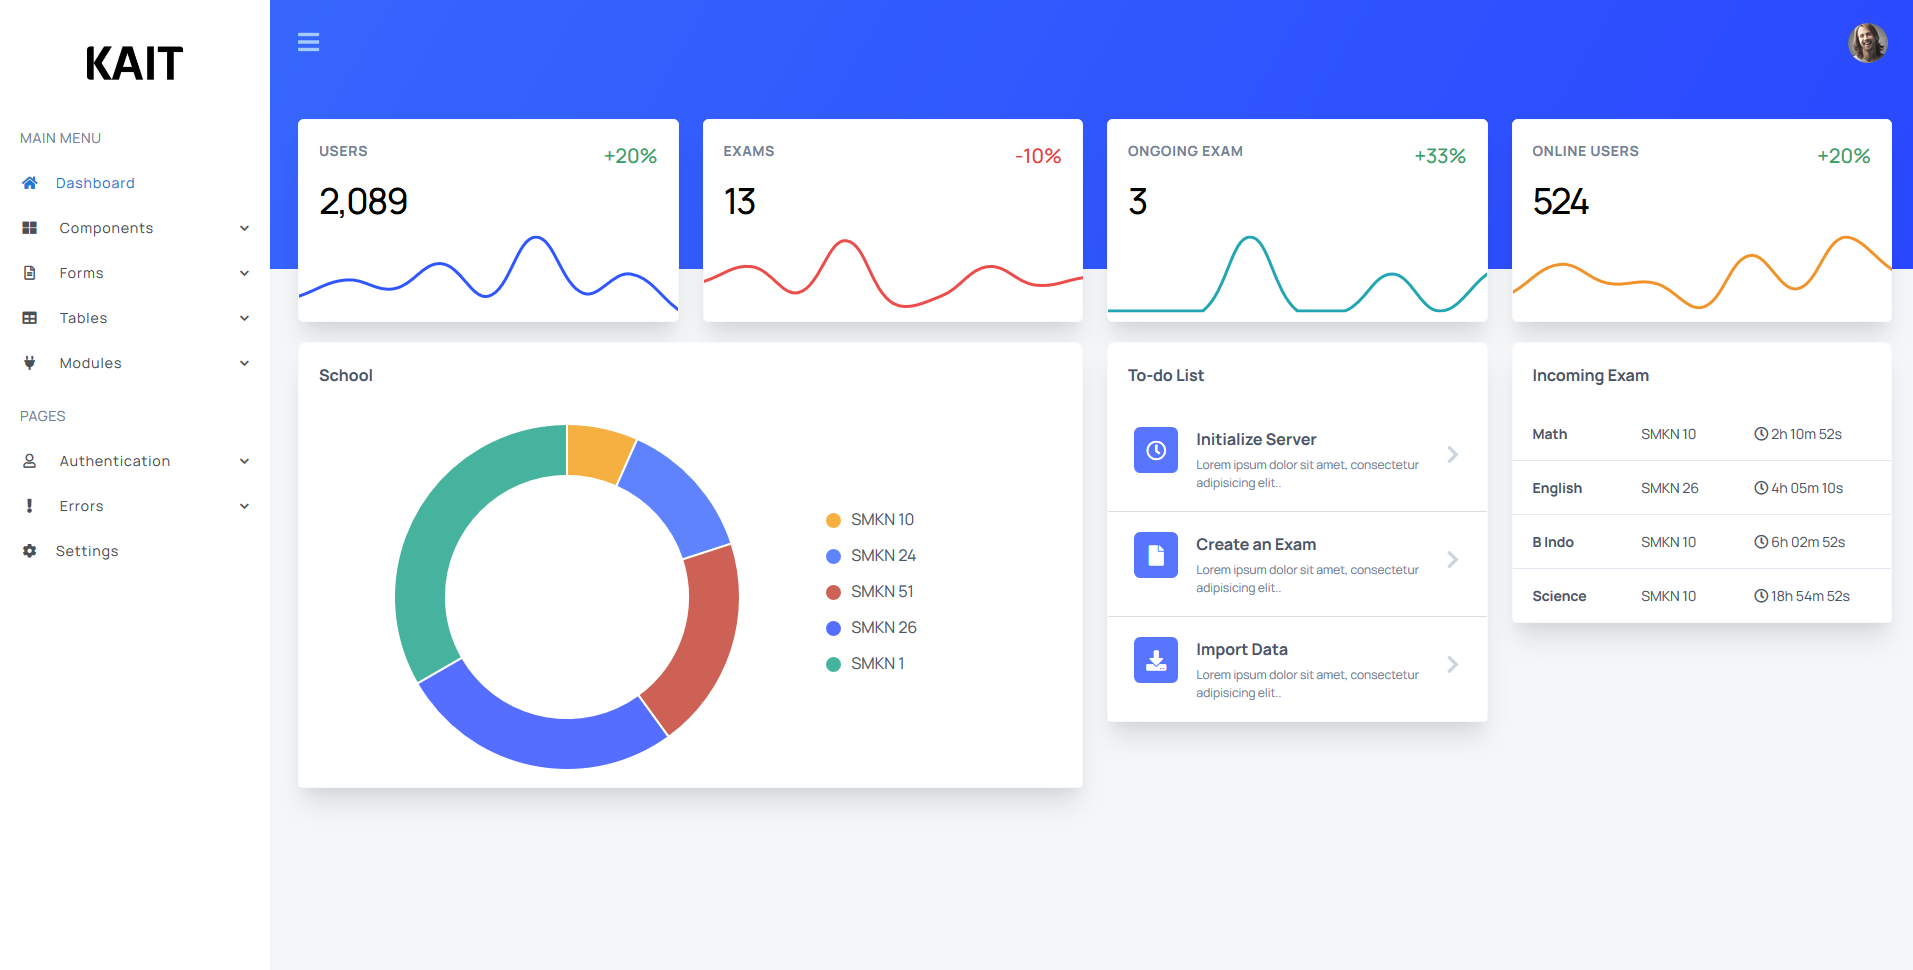 KAIT
MAIN MENU
Dashboard
Components
Forms
Tables
Modules
PAGES
Authentication
Errors
Settings
USERS
+20%
2,089
EXAMS
-10%
13
ONGOING EXAM
+33%
3
ONLINE USERS
+20%
524
School
SMKN 10
SMKN 24
SMKN 51
SMKN 26
SMKN 1
To-do List
Initialize Server
Lorem ipsum dolor sit amet, consectetur
adipisicing elit..
Create an Exam
Lorem ipsum dolor sit amet, consectetur
adipisicing elit..
Import Data
Lorem ipsum dolor sit amet, consectetur
adipisicing elit..
Incoming Exam
Math SMKN 10 2h 10m 52s
English SMKN 26 4h 05m 10s
B Indo SMKN 10 6h 02m 52s
Science SMKN 10 18h 54m 52s